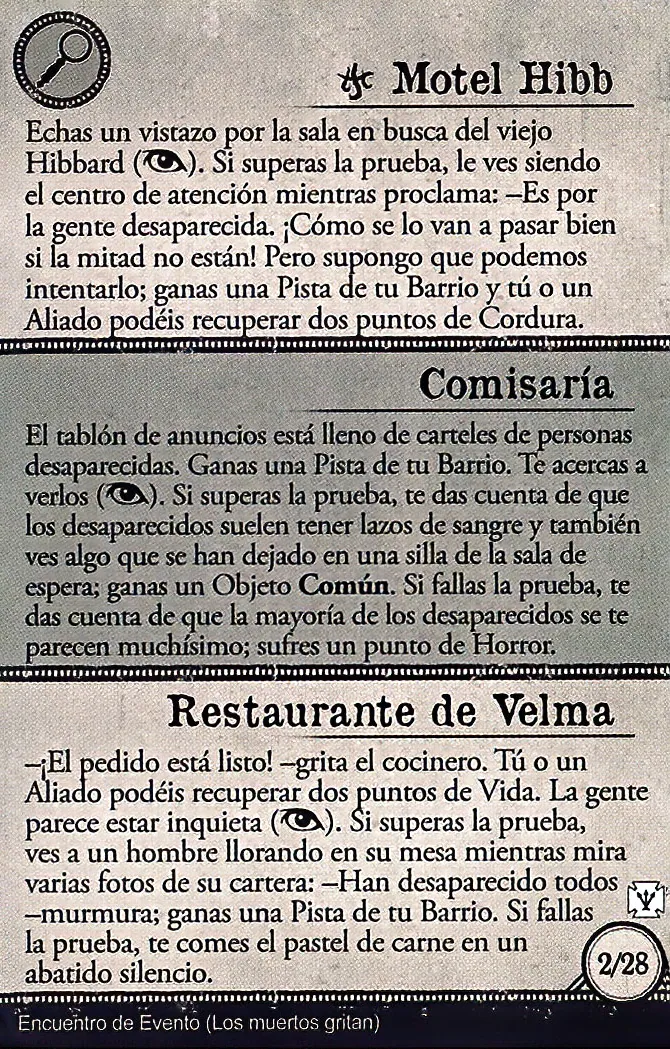 Motel Hibb
Echas un vistazo por la sala en busca del viejo
Hibbard (). Si superas la prueba, le ves siendo
el centro de atención mientras proclama: –Es por
la gente desaparecida. ¡Cómo se lo van a pasar bien
si la mitad no están! Pero supongo que podemos
intentarlo; ganas una Pista de tu Barrio y tú o un
Aliado podéis recuperar dos puntos de Cordura.
Comisaría
El tablón de anuncios está lleno de carteles de personas
desaparecidas. Ganas una Pista de tu Barrio. Te acercas a
verlos (). Si superas la prueba, te das cuenta de que
los desaparecidos suelen tener lazos de sangre y también
ves algo que se han dejado en una silla de la sala de
espera; ganas un Objeto Común. Si fallas la prueba, te
das cuenta de que la mayoría de los desaparecidos se te
parecen muchísimo; sufres un punto de Horror.
Restaurante de Velma
–¡El pedido está listo! –grita el cocinero. Tú o un
Aliado podéis recuperar dos puntos de Vida. La gente
parece estar inquieta (). Si superas la prueba,
ves a un hombre llorando en su mesa mientras mira
varias fotos de su cartera: –Han desaparecido todos
–murmura; ganas una Pista de tu Barrio. Si fallas
la prueba, te comes el pastel de carne en un
abatido silencio.
2/28
Encuentro de Evento (Los muertos gritan)